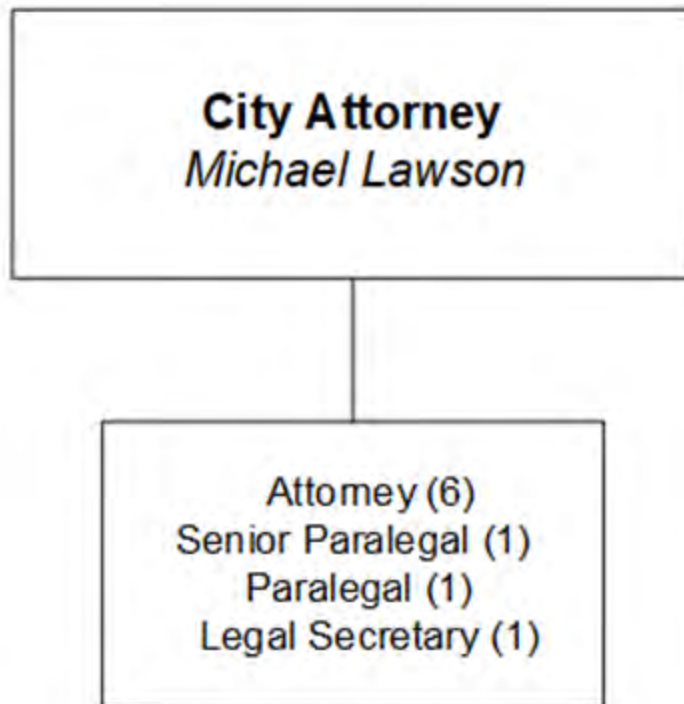 City Attorney
Michael Lawson
Attorney (6)
Senior Paralegal (1)
Paralegal (1)
Legal Secretary (1)